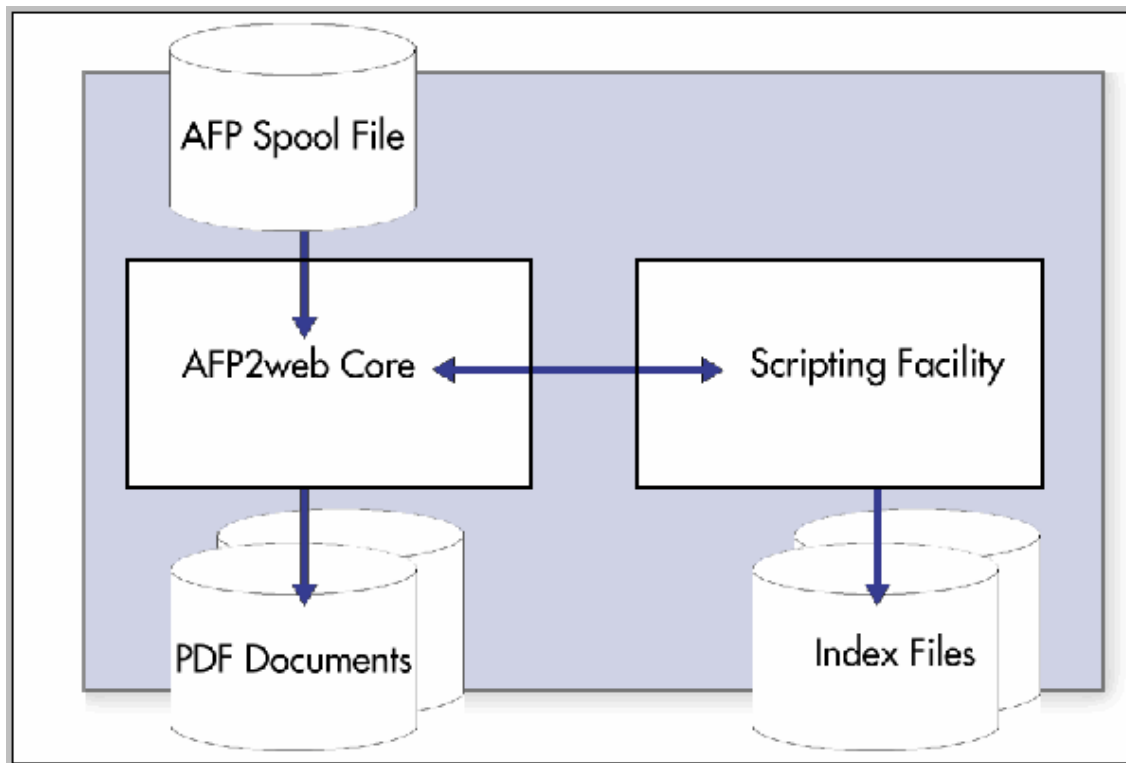 AFP Spool File
AFP2web Core
Scripting Facility
PDF Documents
Index Files